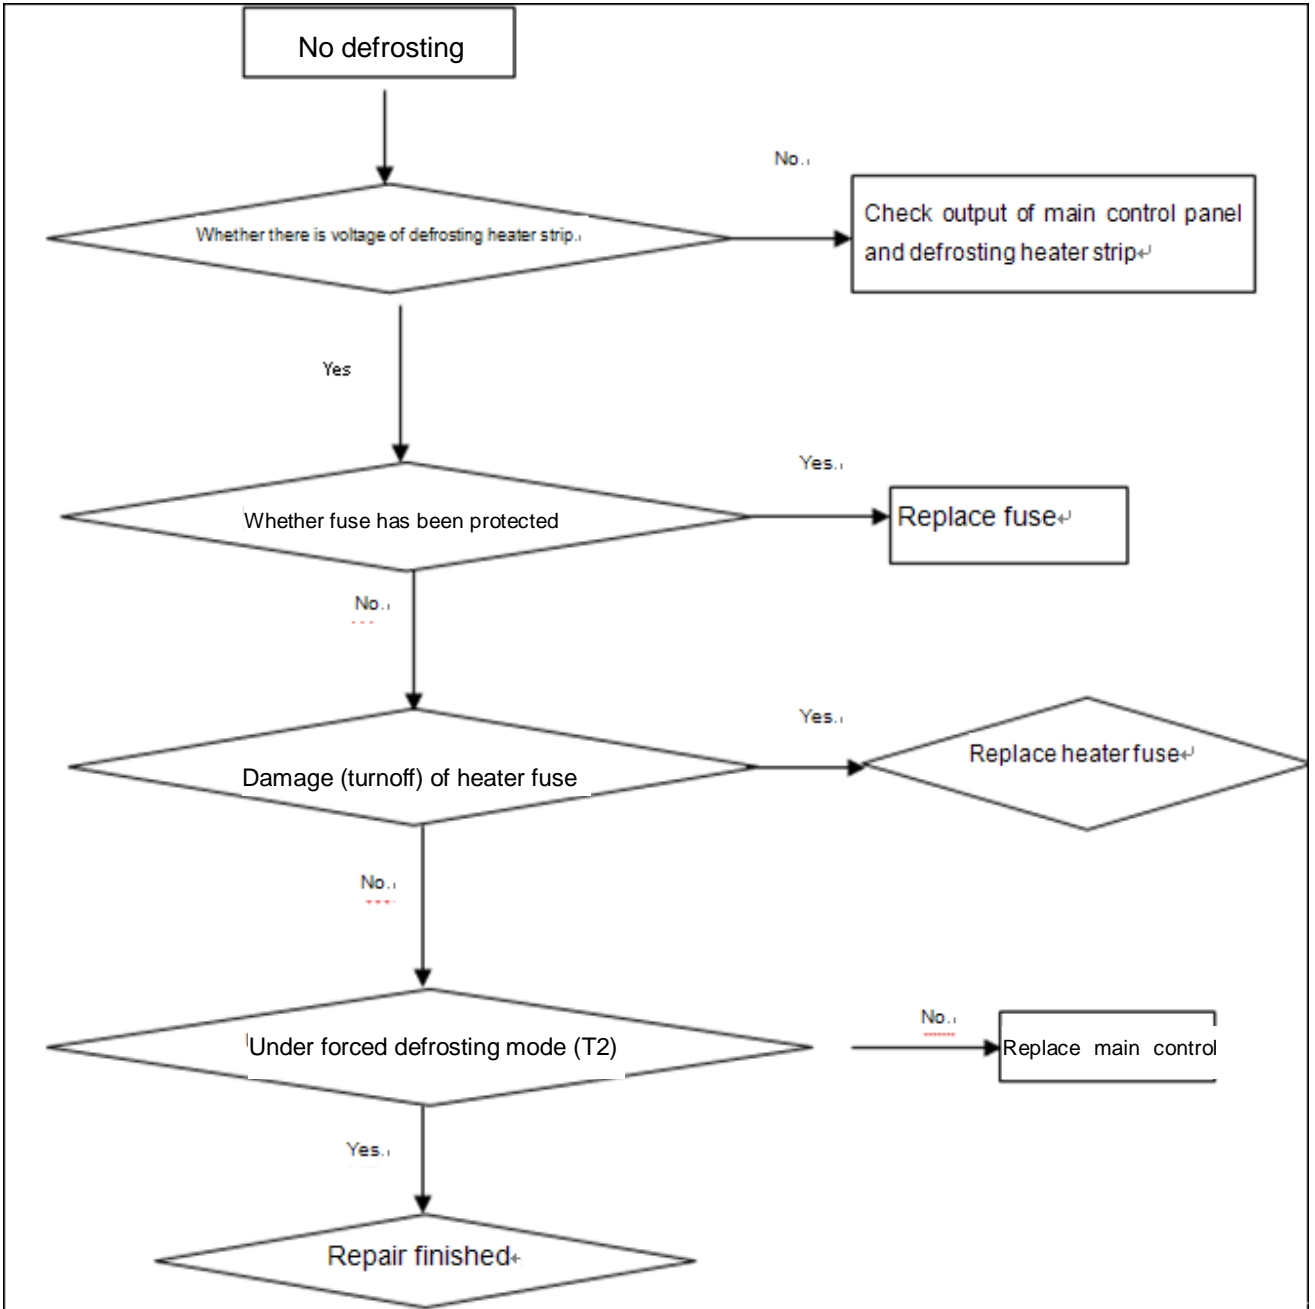 No defrosting
No.
Whether there is voltage of defrosting heater strip.
Check output of main control panel
and defrosting heater strip↵
Yes
Yes.
Whether fuse has been protected
Replace fuse↵
No.
Yes.
Damage (turnoff) of heater fuse
Replace heater fuse↵
No.
No.
Under forced defrosting mode (T2)
Replace main control
Yes.
Repair finished↵